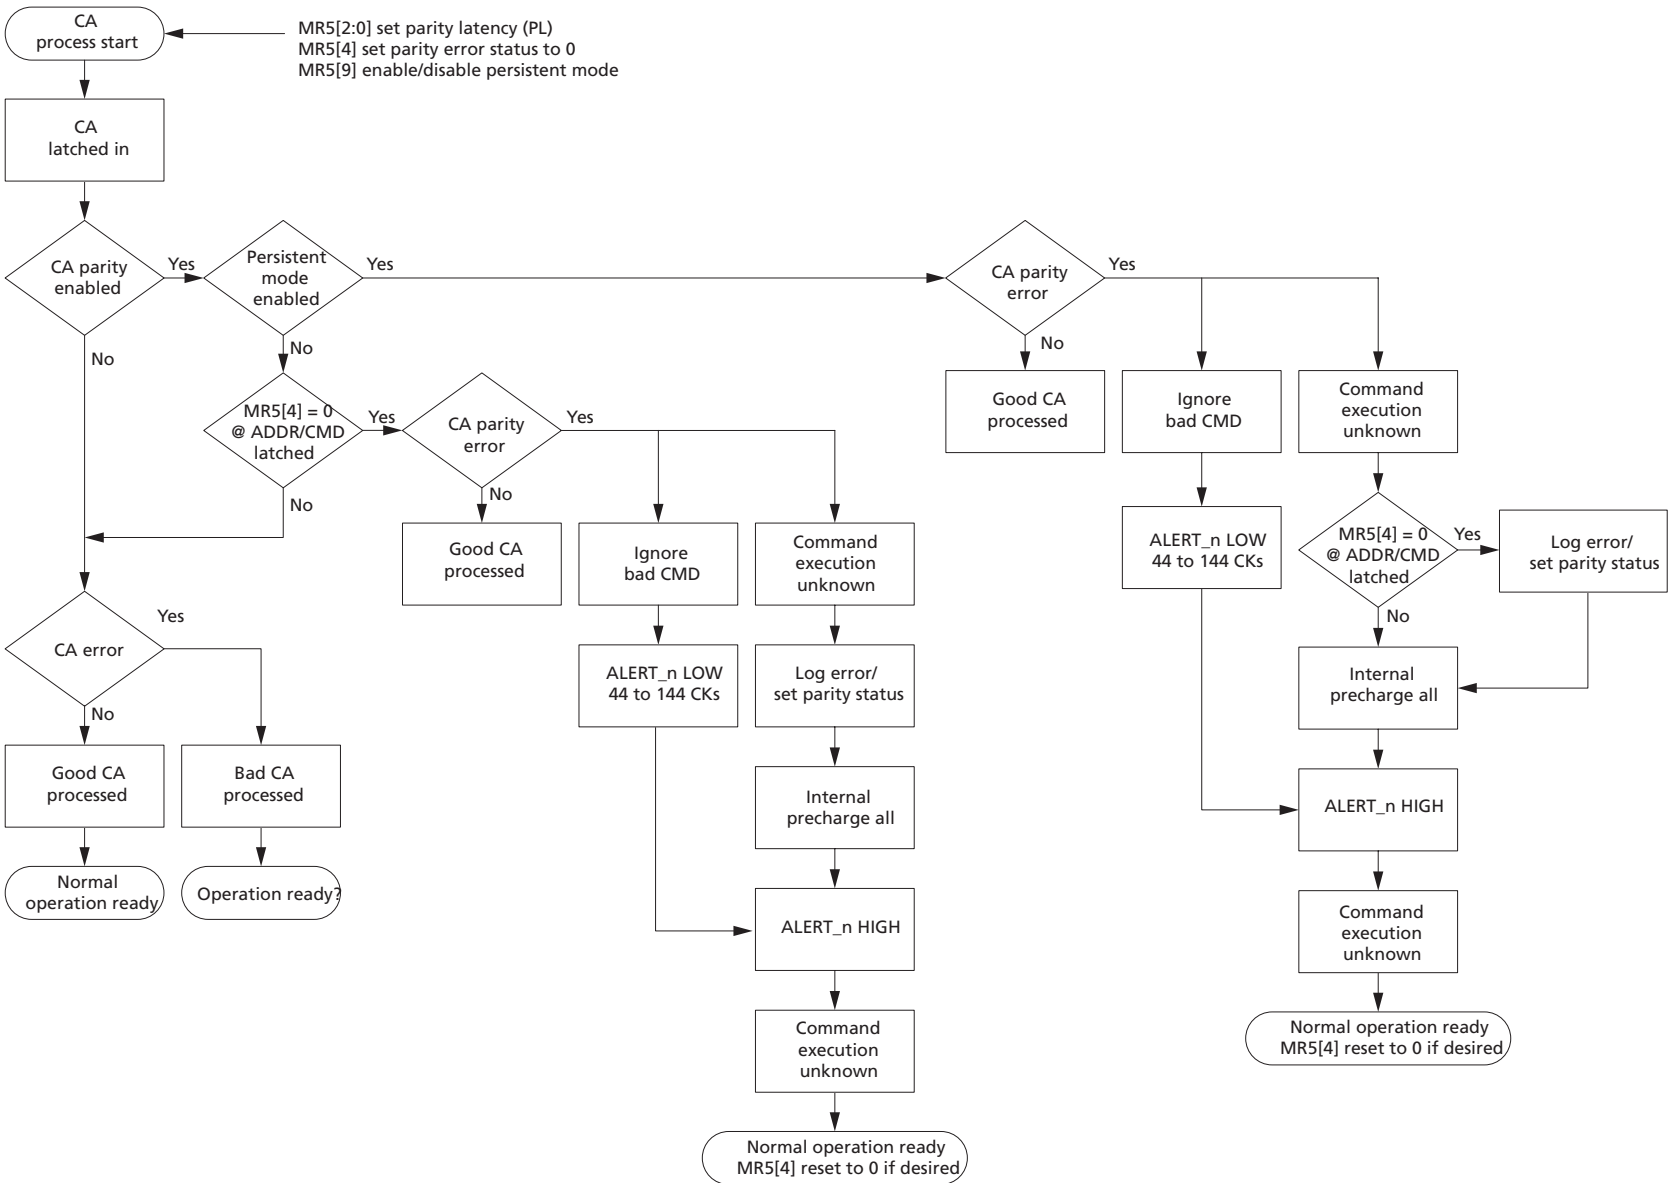 CA
process start
MR5[2:0] set parity latency (PL)
MR5[4] set parity error status to 0
MR5[9] enable/disable persistent mode
CA
latched in
CA parity
enabled
Yes
No
Persistent
mode
enabled
Yes
No
CA parity
error
Yes
No
Good CA
processed
Ignore
bad CMD
Command
execution
unknown
MR5[4] = 0
@ ADDR/CMD
latched
Yes
No
CA parity
error
Yes
No
Good CA
processed
Ignore
bad CMD
Command
execution
unknown
ALERT_n LOW
44 to 144 CKs
MR5[4] = 0
@ ADDR/CMD
latched
Yes
No
Log error/
set parity status
CA error
Yes
No
ALERT_n LOW
44 to 144 CKs
Log error/
set parity status
Internal
precharge all
Good CA
processed
Bad CA
processed
Internal
precharge all
ALERT_n HIGH
Normal
operation ready
Operation ready?
ALERT_n HIGH
Command
execution
unknown
Command
execution
unknown
Normal operation ready
MR5[4] reset to 0 if desired
Normal operation ready
MR5[4] reset to 0 if desired